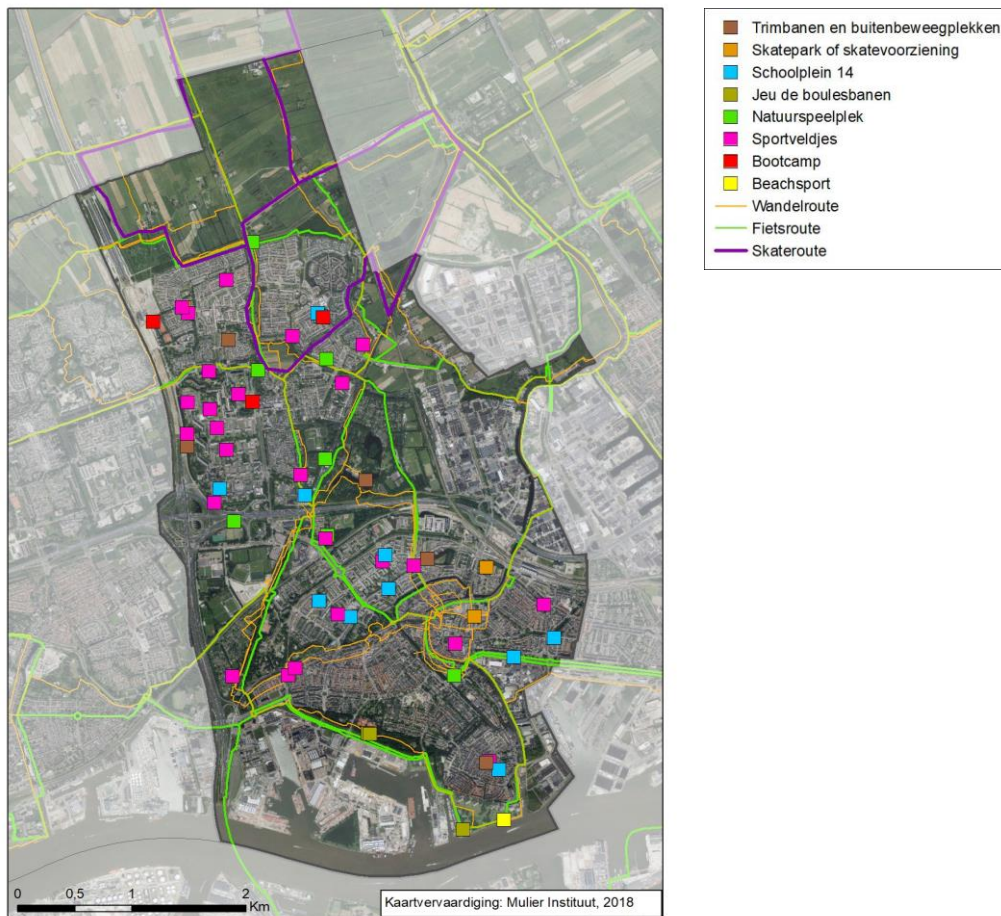 Trimbanen en buitenbeweegplekken
Skatepark of skatevoorziening
Schoolplein 14
Jeu de boulesbanen
Natuurspeelplek
Sportveldjes
Bootcamp
Beachsport
Wandelroute
Fietsroute
Skateroute
0 0,5 1 2
Km
Kaartvervaardiging: Mulier Instituut, 2018